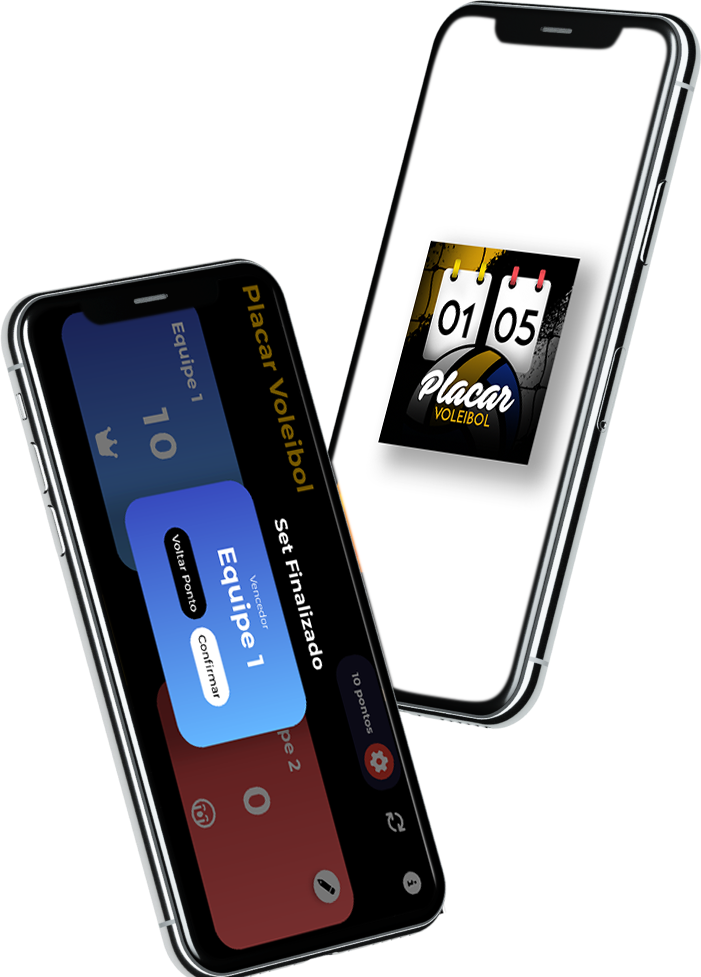 Placar Voleibol
10 pontos
Set Finalizado
Equipe 1
10
Vencedor
Equipe 1
Voltar Ponto
Confirmar
pe 2
0
01 05
Placar
VOLEIBOL